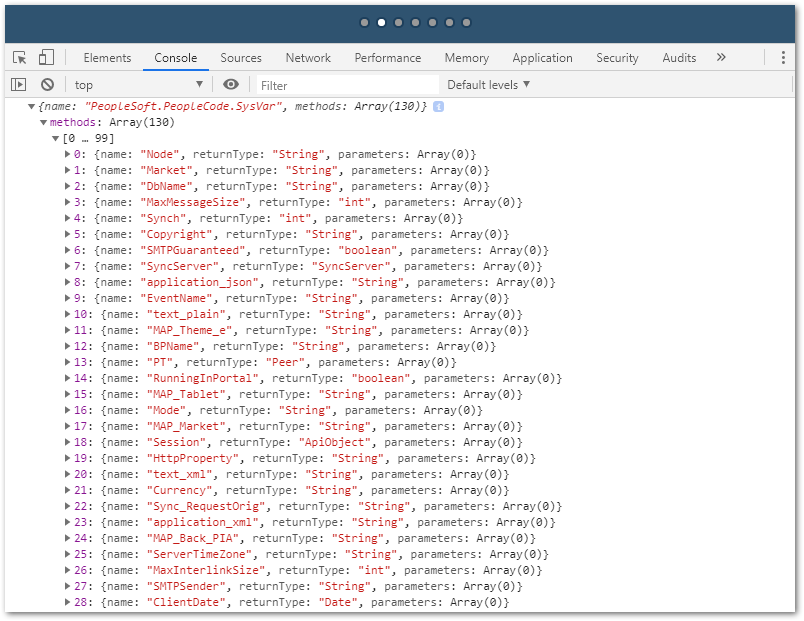 Elements Console Sources Network Performance Memory Application Security Audits »
top ▼ Filter Default levels ▼
▼{name: "PeopleSoft.PeopleCode.SysVar", methods: Array(130)} i
▼methods: Array(130)
▼[0 … 99]
▶0: {name: "Node", returnType: "String", parameters: Array(0)}
▶1: {name: "Market", returnType: "String", parameters: Array(0)}
▶2: {name: "DbName", returnType: "String", parameters: Array(0)}
▶3: {name: "MaxMessageSize", returnType: "int", parameters: Array(0)}
▶4: {name: "Synch", returnType: "int", parameters: Array(0)}
▶5: {name: "Copyright", returnType: "String", parameters: Array(0)}
▶6: {name: "SMTPGuaranteed", returnType: "boolean", parameters: Array(0)}
▶7: {name: "SyncServer", returnType: "SyncServer", parameters: Array(0)}
▶8: {name: "application_json", returnType: "String", parameters: Array(0)}
▶9: {name: "EventName", returnType: "String", parameters: Array(0)}
▶10: {name: "text_plain", returnType: "String", parameters: Array(0)}
▶11: {name: "MAP_Theme_e", returnType: "String", parameters: Array(0)}
▶12: {name: "BPName", returnType: "String", parameters: Array(0)}
▶13: {name: "PT", returnType: "Peer", parameters: Array(0)}
▶14: {name: "RunningInPortal", returnType: "boolean", parameters: Array(0)}
▶15: {name: "MAP_Tablet", returnType: "String", parameters: Array(0)}
▶16: {name: "Mode", returnType: "String", parameters: Array(0)}
▶17: {name: "MAP_Market", returnType: "String", parameters: Array(0)}
▶18: {name: "Session", returnType: "ApiObject", parameters: Array(0)}
▶19: {name: "HttpProperty", returnType: "String", parameters: Array(0)}
▶20: {name: "text_xml", returnType: "String", parameters: Array(0)}
▶21: {name: "Currency", returnType: "String", parameters: Array(0)}
▶22: {name: "Sync_RequestOrig", returnType: "String", parameters: Array(0)}
▶23: {name: "application_xml", returnType: "String", parameters: Array(0)}
▶24: {name: "MAP_Back_PIA", returnType: "String", parameters: Array(0)}
▶25: {name: "ServerTimeZone", returnType: "String", parameters: Array(0)}
▶26: {name: "MaxInterlinkSize", returnType: "int", parameters: Array(0)}
▶27: {name: "SMTPSender", returnType: "String", parameters: Array(0)}
▶28: {name: "ClientDate", returnType: "Date", parameters: Array(0)}